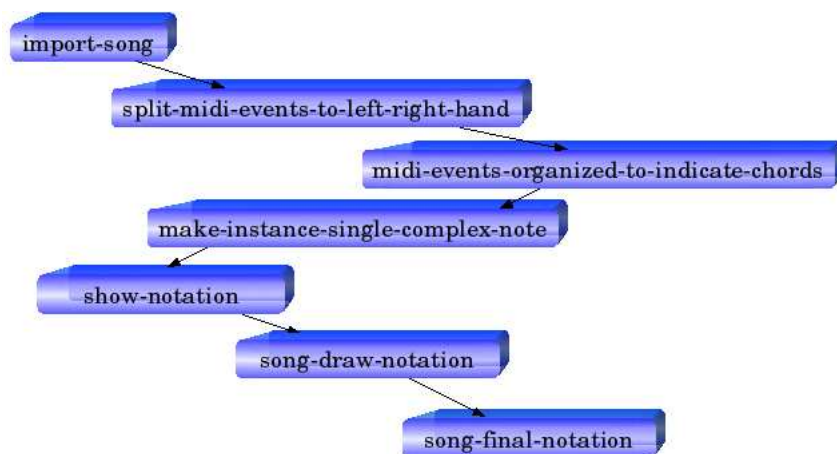 import-song
split-midi-events-to-left-right-hand
midi-events-organized-to-indicate-chords
make-instance-single-complex-note
show-notation
song-draw-notation
song-final-notation